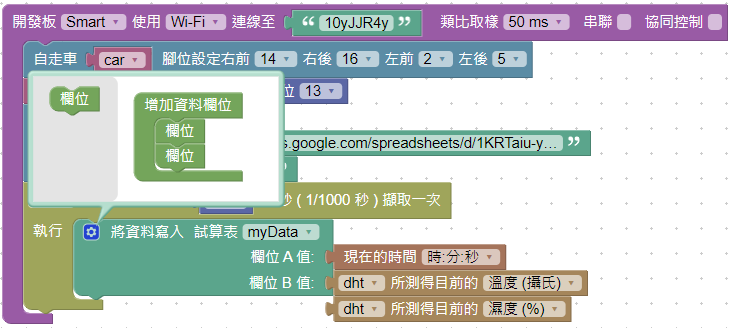 開發板 Smart 使用 Wi-Fi 連線至 “ 10yJJR4y ” 類比取樣 50 ms 串聯 協同控制
自走車 car 腳位設定右前 14 右後 16 左前 2 左後 5
位 13
欄位
增加資料欄位
欄位
欄位
s.google.com/spreadsheets/d/1KRTaiu-y... ”
”
秒 ( 1/1000 秒 ) 擷取一次
執行 將資料寫入 試算表 myData
欄位 A 值: 現在的時間 時:分:秒
欄位 B 值: dht 所測得目前的 溫度 (攝氏)
dht 所測得目前的 濕度 (%)